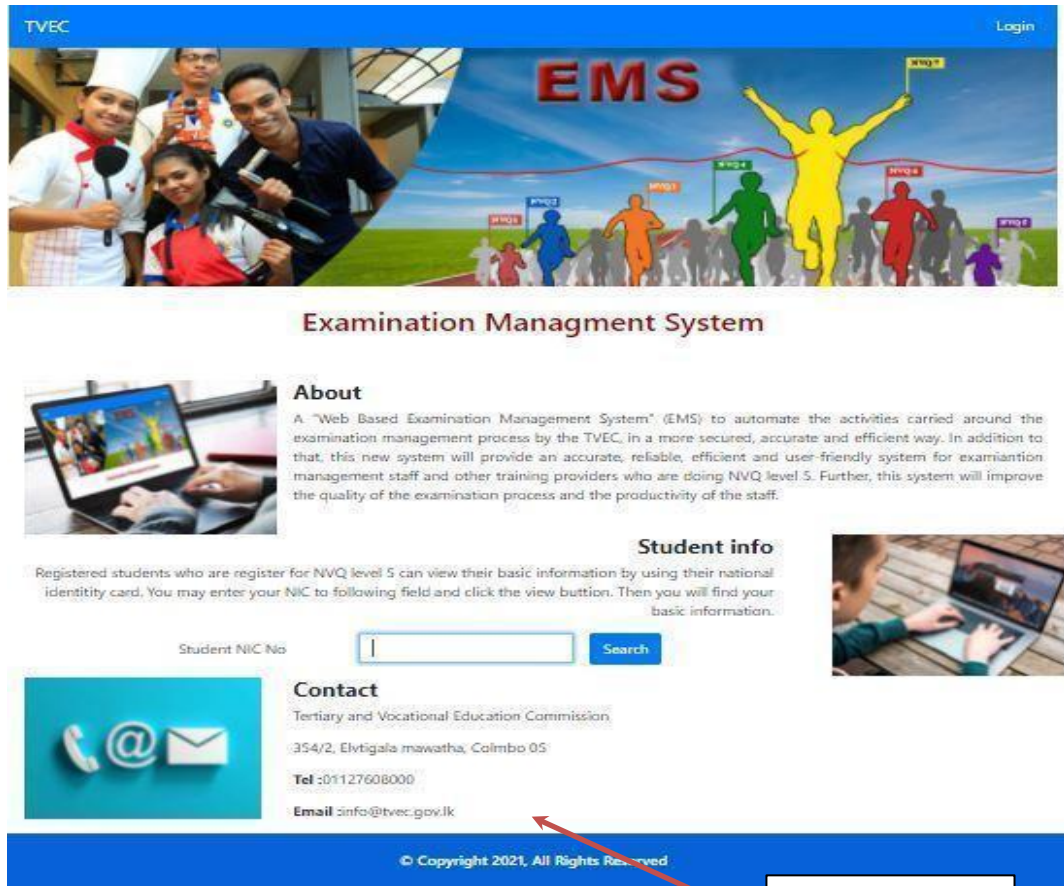 TVEC
Login
EMS
NVQ 4
Examination Managment System
About
A "Web Based Examination Management System" (EMS) to automate the activities carried around the
examination management process by the TVEC, in a more secured, accurate and efficient way. In addition to
that, this new system will provide an accurate, reliable, efficient and user-friendly system for examiantion
management staff and other training providers who are doing NVQ level 5. Further, this system will improve
the quality of the examination process and the productivity of the staff.
Student info
Registered students who are register for NVQ level 5 can view their basic information by using their national
identitity card. You may enter your NIC to following field and click the view buttion. Then you will find your
basic information.
Student NIC No
Search
Contact
Tertiary and Vocational Education Commission
354/2, Elvtigala mawatha, Colmbo 05
Tel :01127608000
Email :info@tvec.gov.lk
© Copyright 2021, All Rights Reserved